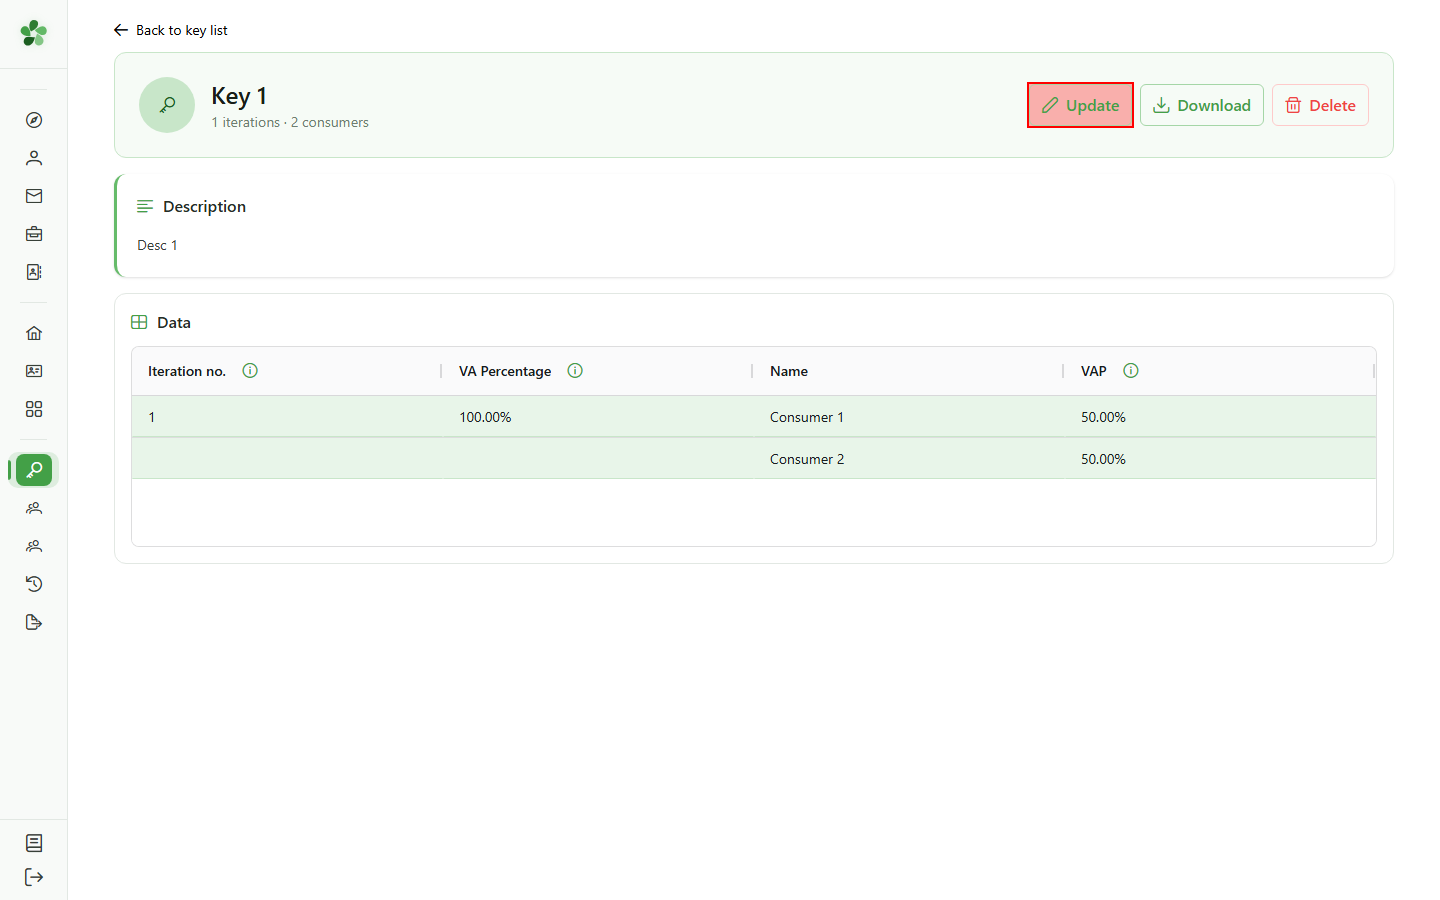 Back to key list
Key 1
1 iterations · 2 consumers
Update
Download
Delete
Description
Desc 1
Data
Iteration no.
VA Percentage
Name
VAP
1
100.00%
Consumer 1
50.00%
Consumer 2
50.00%